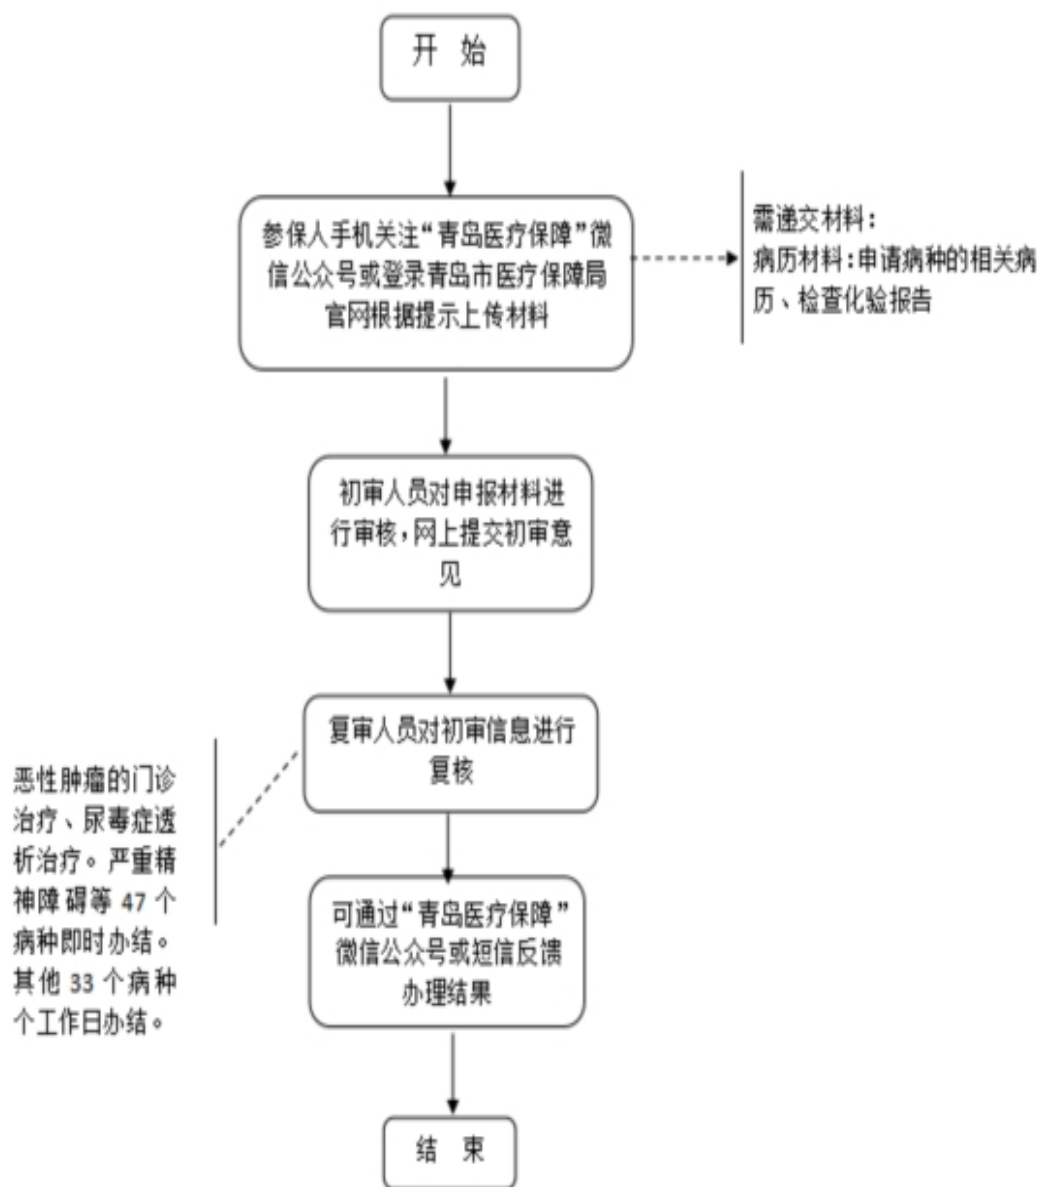 开 始
参保人手机关注“青岛医疗保障”微
信公众号或登录青岛市医疗保障局
官网根据提示上传材料
需递交材料：
病历材料：申请病种的相关病
历、检查化验报告
初审人员对申报材料进
行审核，网上提交初审意
见
复审人员对初审信息进行
复核
恶性肿瘤的门诊
治疗、尿毒症透
析治疗。严重精
神障碍等 47 个
病种即时办结。
其他 33 个病种
个工作日办结。
可通过“青岛医疗保障”
微信公众号或短信反馈
办理结果
结 束